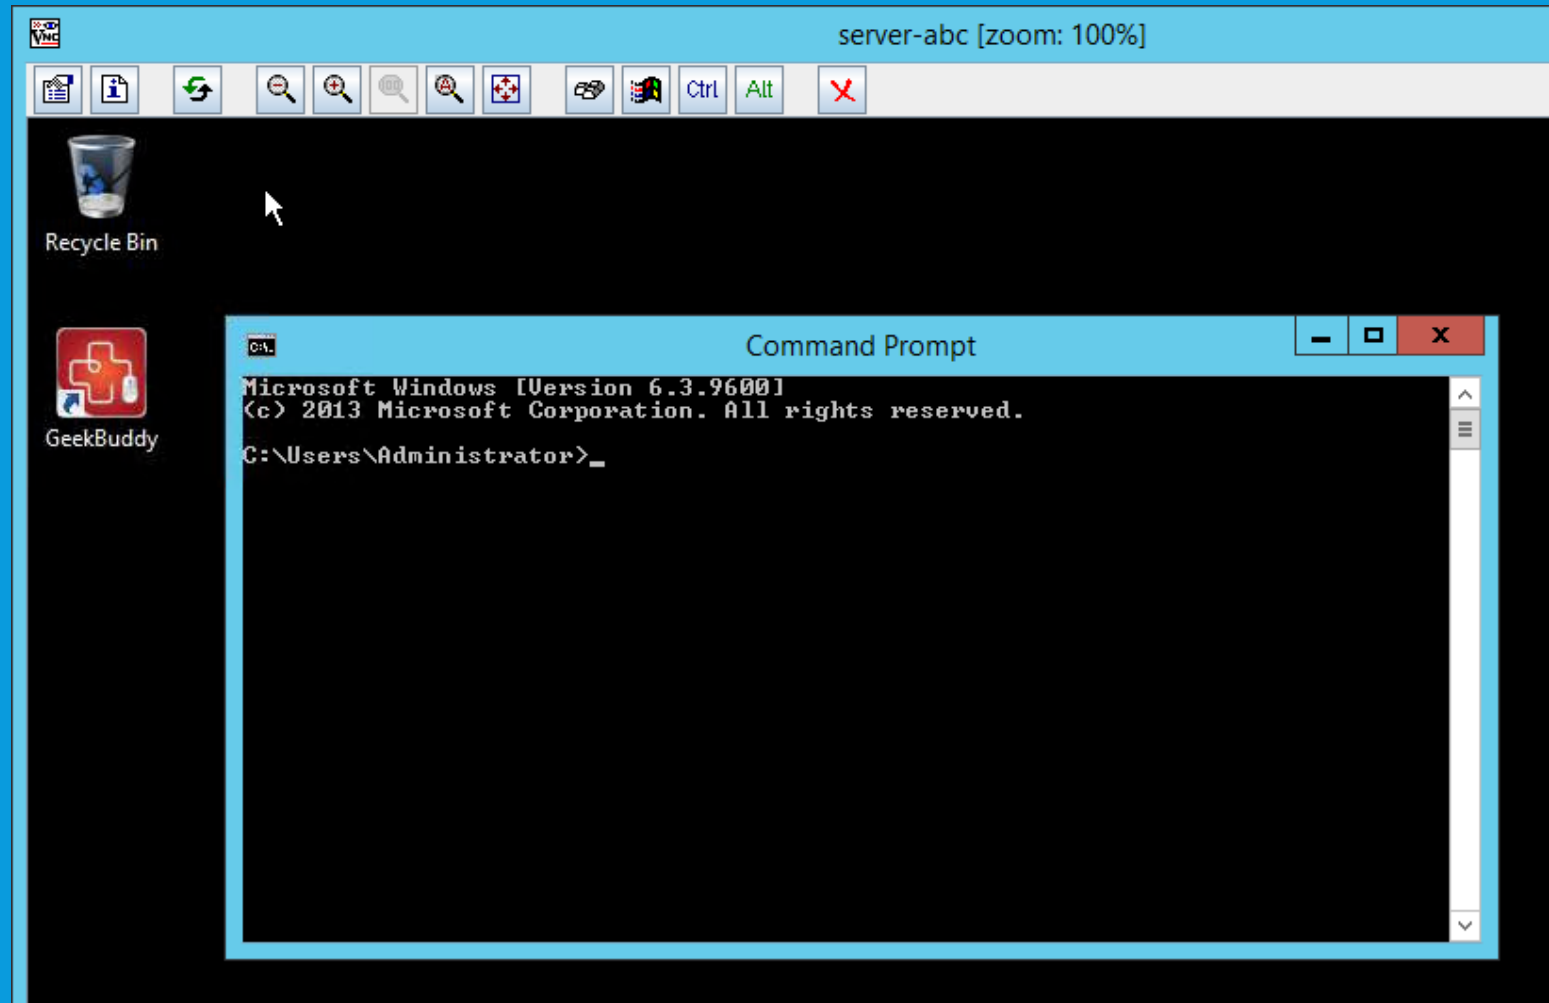 server-abc [zoom: 100%]
Ctrl Alt
Recycle Bin
GeekBuddy
Command Prompt
Microsoft Windows [Version 6.3.9600]
(c) 2013 Microsoft Corporation. All rights reserved.
C:\Users\Administrator>_